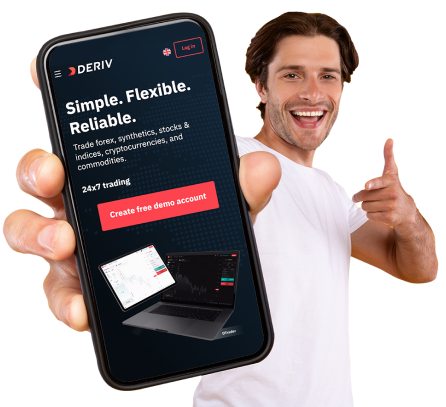 DERIV
Log in
Simple. Flexible.
Reliable.
Trade forex, synthetics, stocks &
indices, cryptocurrencies, and
commodities.
24x7 trading
Create free demo account